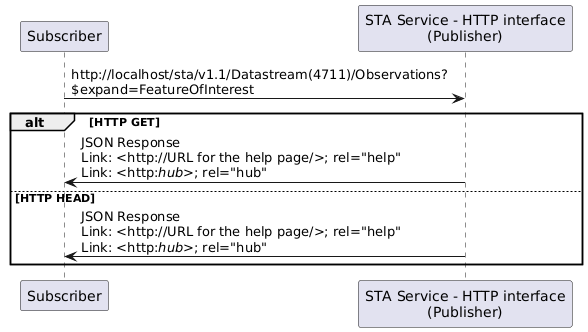 Subscriber
STA Service - HTTP interface
(Publisher)
http://localhost/sta/v1.1/Datastream(4711)/Observations?
$expand=FeatureOfInterest
alt
[HTTP GET]
JSON Response
Link: <http://URL for the help page/>; rel="help"
Link: <http:hub>; rel="hub"
[HTTP HEAD]
JSON Response
Link: <http://URL for the help page/>; rel="help"
Link: <http:hub>; rel="hub"
Subscriber
STA Service - HTTP interface
(Publisher)